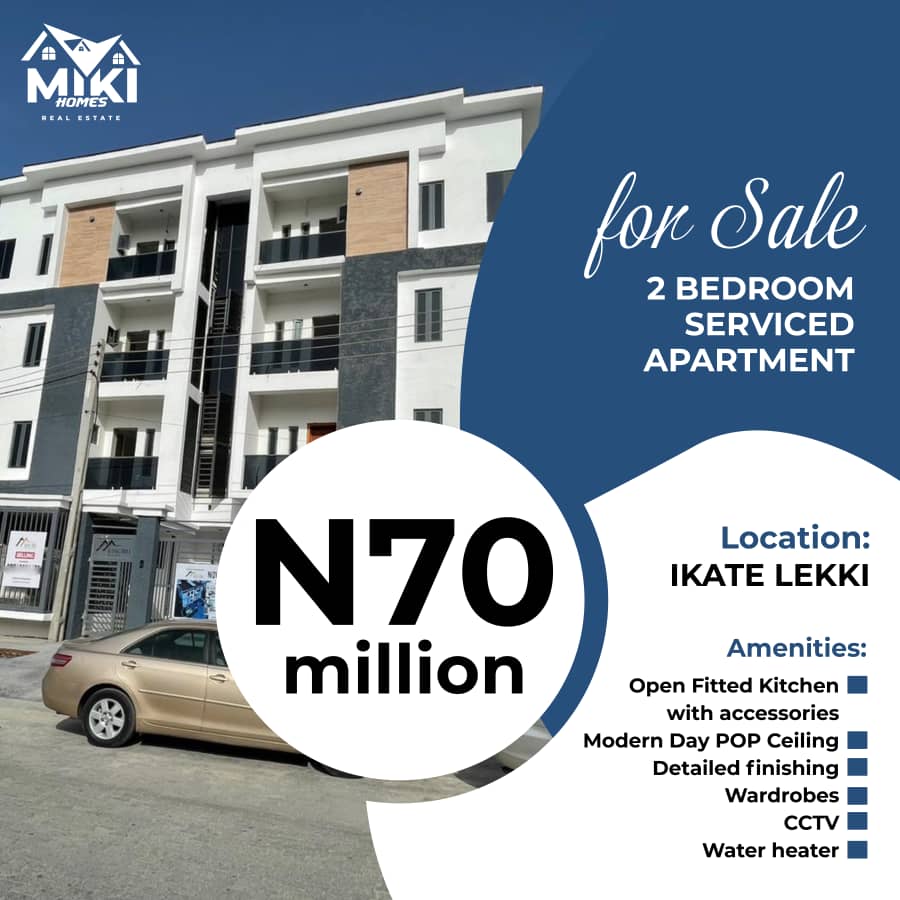 MIKI
HOMES
REAL ESTATE
for Sale
2 BEDROOM
SERVICED
APARTMENT
N70
million
Location:
IKATE LEKKI
Amenities:
Open Fitted Kitchen
with accessories
Modern Day POP Ceiling
Detailed finishing
Wardrobes
CCTV
Water heater
SELLING